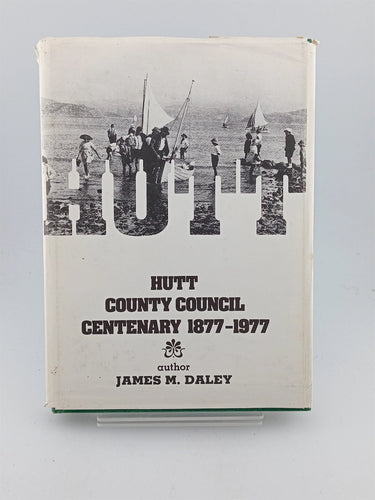 HUTT
HUTT
COUNTY COUNCIL
CENTENARY 1877-1977
author
JAMES M. DALEY